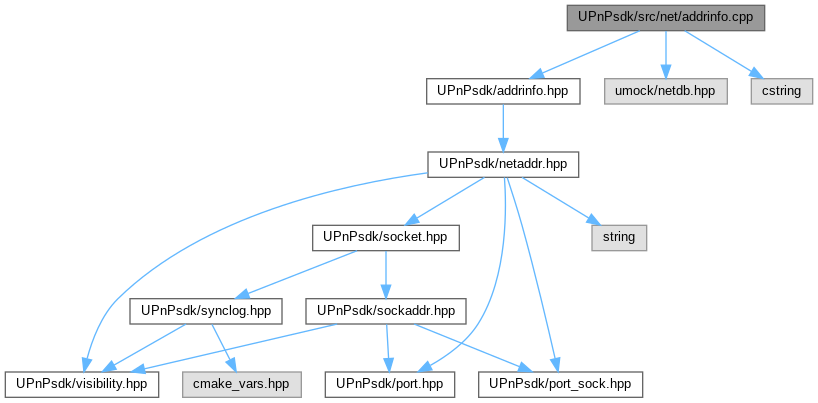 UPnPsdk/src/net/addrinfo.cpp
UPnPsdk/addrinfo.hpp
umock/netdb.hpp
cstring
UPnPsdk/netaddr.hpp
UPnPsdk/socket.hpp
string
UPnPsdk/synclog.hpp
UPnPsdk/sockaddr.hpp
UPnPsdk/visibility.hpp
cmake_vars.hpp
UPnPsdk/port.hpp
UPnPsdk/port_sock.hpp